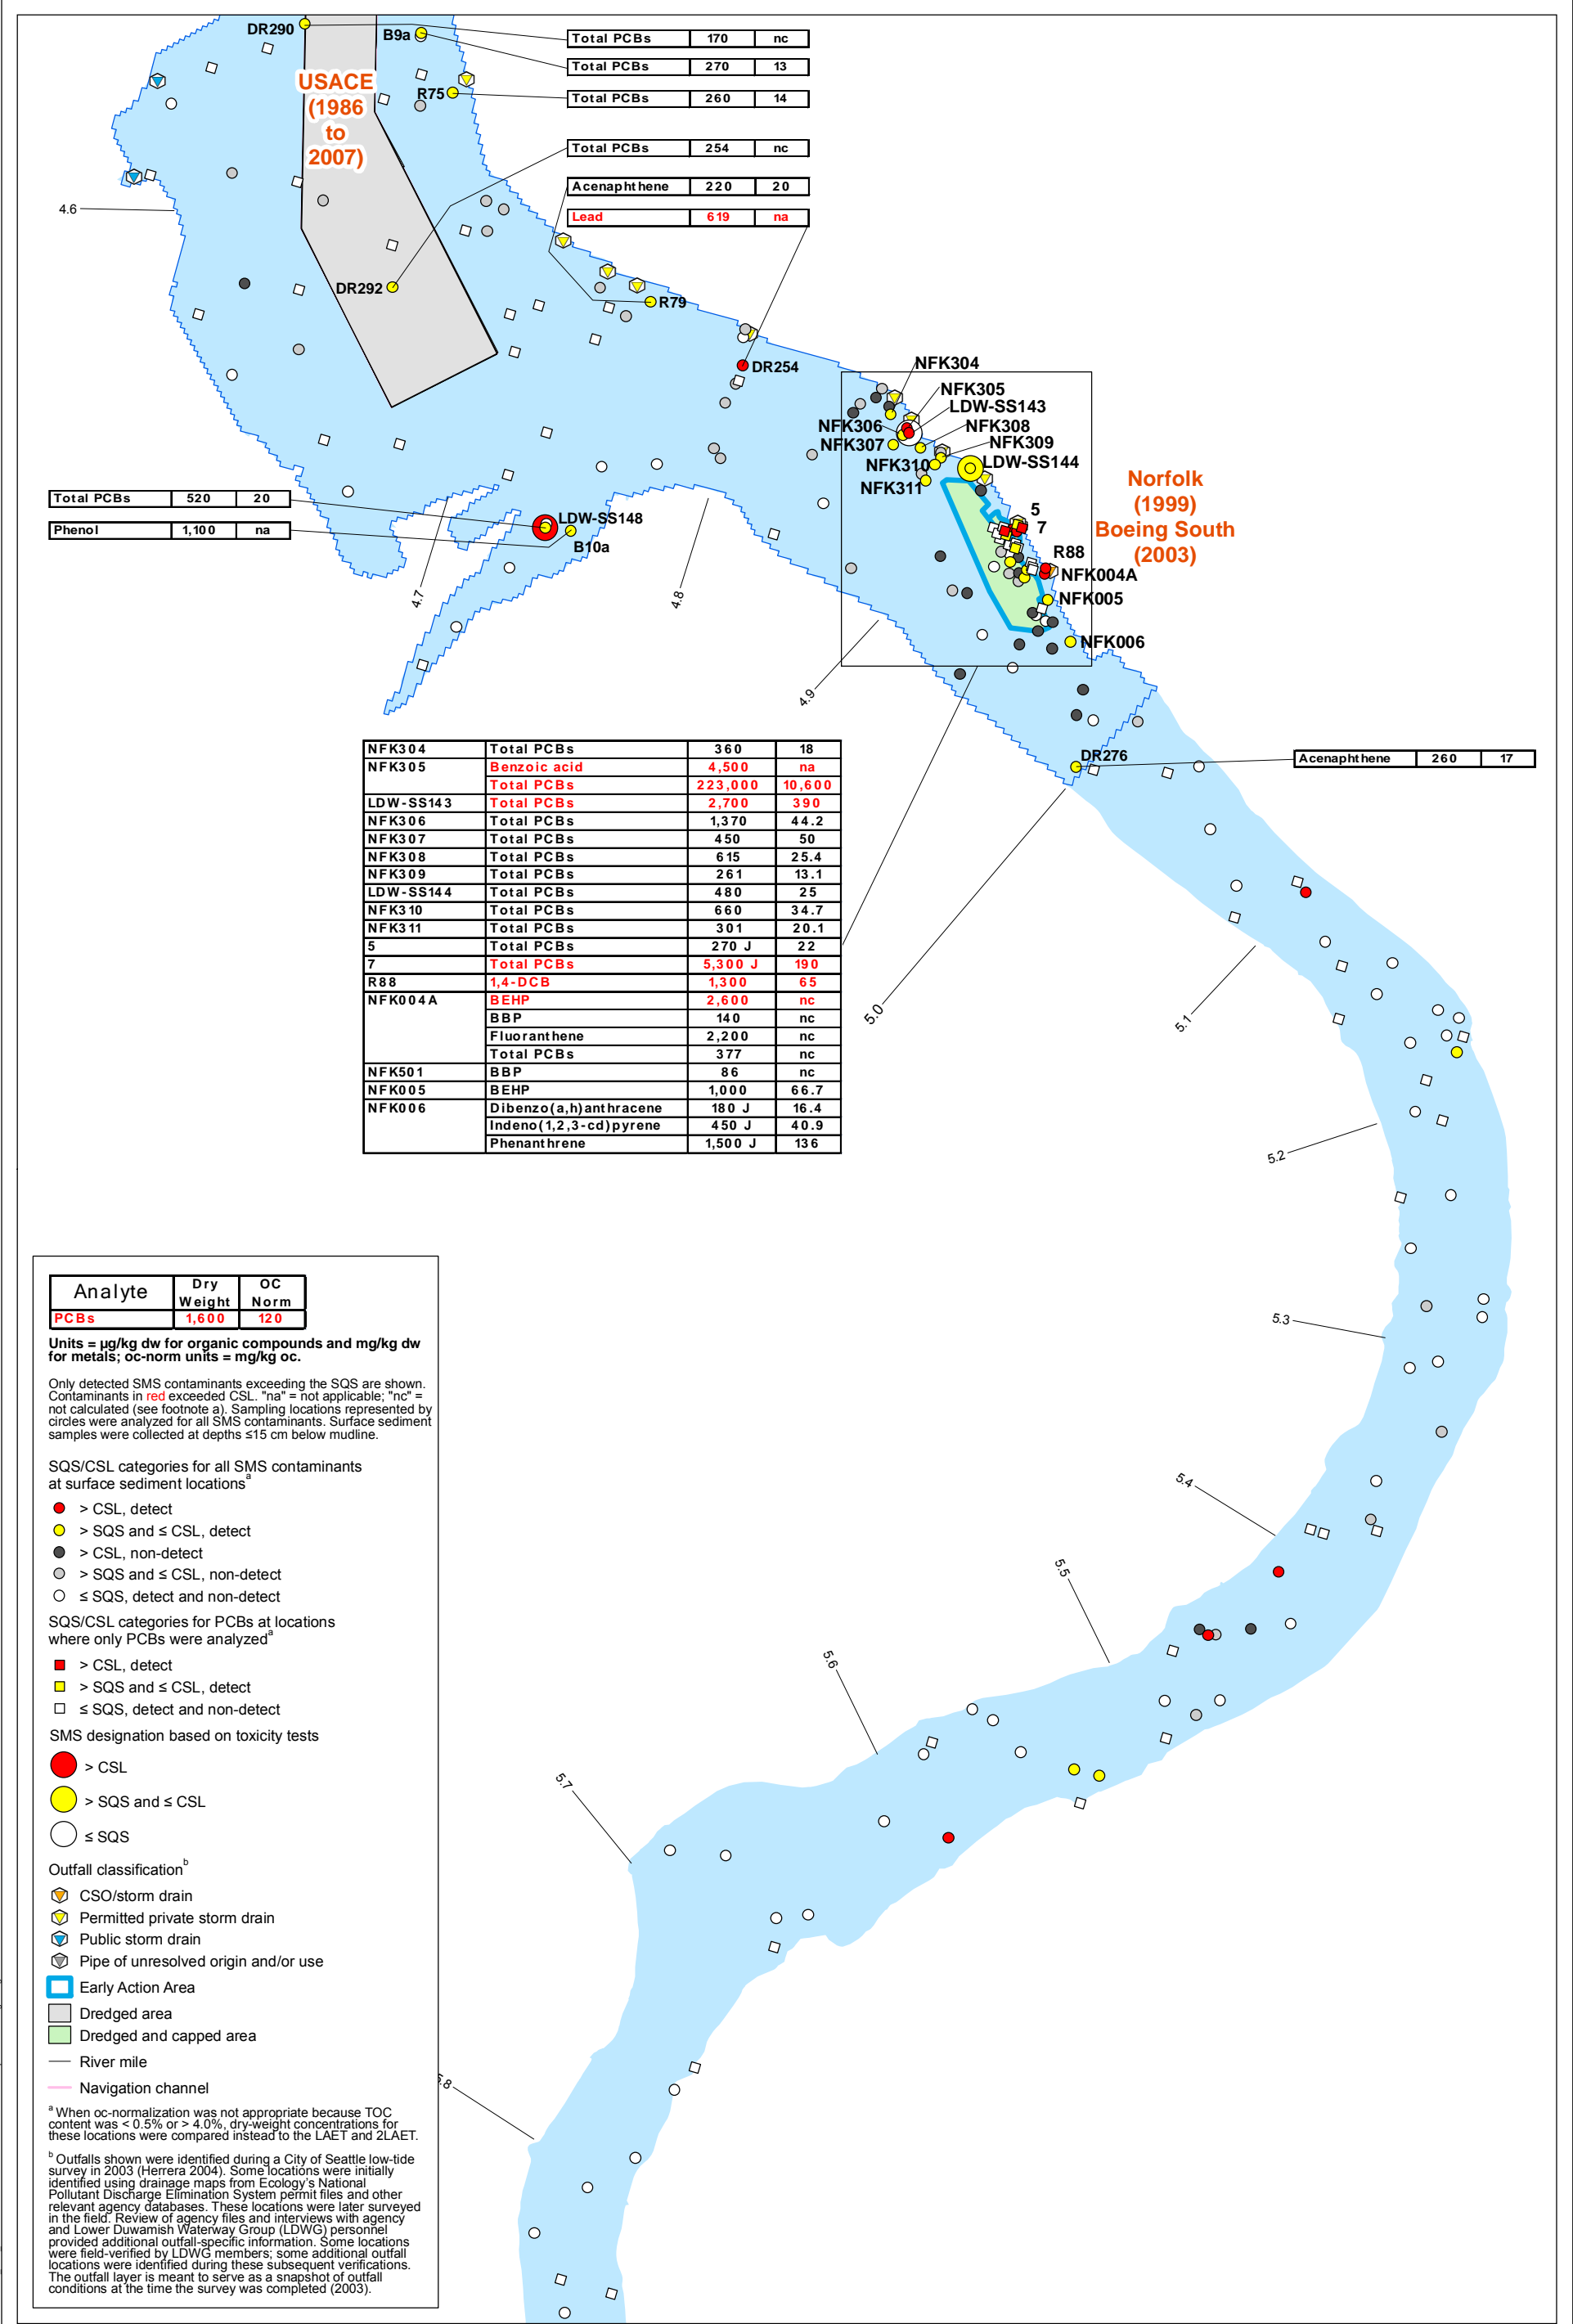 DR290
B9a
Total PCBs 170 nc
Total PCBs 270 13
R75
Total PCBs 260 14
USACE
(1986
to
2007)
Total PCBs 254 nc
Acenaphthene 220 20
Lead 619 na
4.6
DR292
R79
DR254
NFK304
NFK305
LDW-SS143
NFK306
NFK308
NFK307
NFK309
NFK310
LDW-SS144
NFK311
Norfolk
(1999)
Boeing South
(2003)
5
7
R88
NFK004A
NFK005
NFK006
Total PCBs 520 20
Phenol 1,100 na
LDW-SS148
B10a
4.7
4.8
4.9
DR276
Acenaphthene 260 17
NFK304 Total PCBs 360 18
NFK305 Benzoic acid 4,500 na
Total PCBs 223,000 10,600
LDW-SS143 Total PCBs 2,700 390
NFK306 Total PCBs 1,370 44.2
NFK307 Total PCBs 450 50
NFK308 Total PCBs 615 25.4
NFK309 Total PCBs 261 13.1
LDW-SS144 Total PCBs 480 25
NFK310 Total PCBs 660 34.7
NFK311 Total PCBs 301 20.1
5 Total PCBs 270 J 22
7 Total PCBs 5,300 J 190
R88 1,4-DCB 1,300 65
NFK004A BEHP 2,600 nc
BBP 140 nc
Fluoranthene 2,200 nc
Total PCBs 377 nc
NFK501 BBP 86 nc
NFK005 BEHP 1,000 66.7
NFK006 Dibenzo(a,h)anthracene 180 J 16.4
Indeno(1,2,3-cd)pyrene 450 J 40.9
Phenanthrene 1,500 J 136
5.0
5.1
5.2
5.3
5.4
5.5
5.6
5.7
5.8
Analyte Dry Weight OC Norm
PCBs 1,600 120
Units = µg/kg dw for organic compounds and mg/kg dw
for metals; oc-norm units = mg/kg oc.
Only detected SMS contaminants exceeding the SQS are shown.
Contaminants in red exceeded CSL. "na" = not applicable; "nc" =
not calculated (see footnote a). Sampling locations represented by
circles were analyzed for all SMS contaminants. Surface sediment
samples were collected at depths ≤15 cm below mudline.
SQS/CSL categories for all SMS contaminants
at surface sediment locations a
> CSL, detect
> SQS and ≤ CSL, detect
> CSL, non-detect
> SQS and ≤ CSL, non-detect
≤ SQS, detect and non-detect
SQS/CSL categories for PCBs at locations
where only PCBs were analyzed a
> CSL, detect
> SQS and ≤ CSL, detect
≤ SQS, detect and non-detect
SMS designation based on toxicity tests
> CSL
> SQS and ≤ CSL
≤ SQS
Outfall classification b
CSO/storm drain
Permitted private storm drain
Public storm drain
Pipe of unresolved origin and/or use
Early Action Area
Dredged area
Dredged and capped area
River mile
Navigation channel
a When oc-normalization was not appropriate because TOC
content was < 0.5% or > 4.0%, dry-weight concentrations for
these locations were compared instead to the LAET and 2LAET.
b Outfalls shown were identified during a City of Seattle low-tide
survey in 2003 (Herrera 2004). Some locations were initially
identified using drainage maps from Ecology's National
Pollutant Discharge Elimination System permit files and other
relevant agency databases. These locations were later surveyed
in the field. Review of agency files and interviews with agency
and Lower Duwamish Waterway Group (LDWG) personnel
provided additional outfall-specific information. Some locations
were field-verified by LDWG members; some additional outfall
locations were identified during these subsequent verifications.
The outfall layer is meant to serve as a snapshot of outfall
conditions at the time the survey was completed (2003).